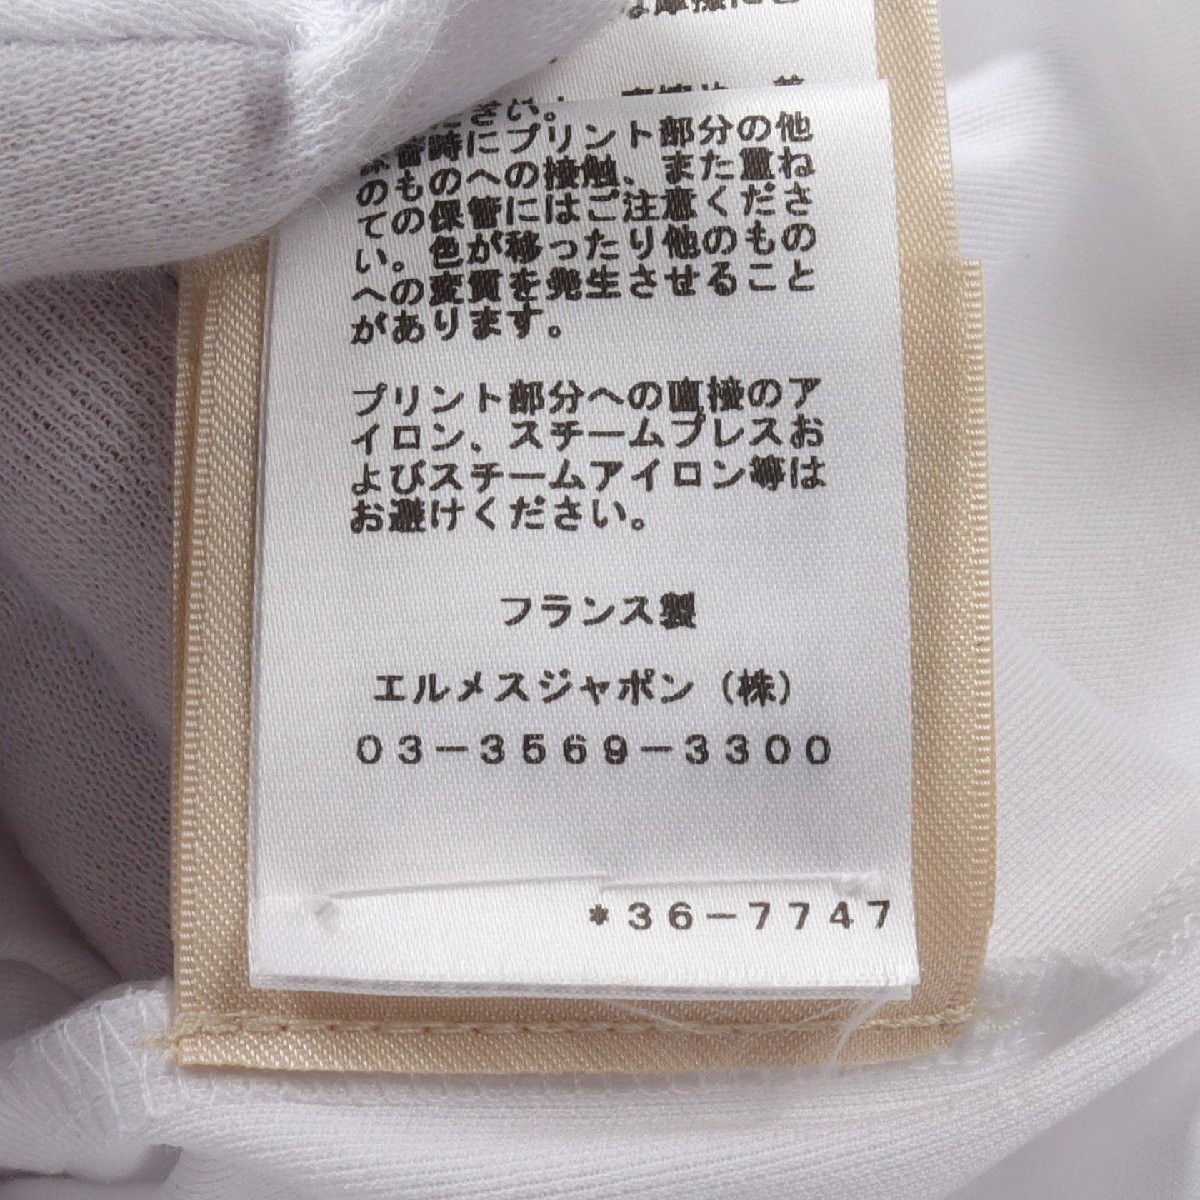 ださい。
保管時にプリント部分の他
のものへの接触、また重ね
ての保管にはご注意くださ
い。色が移ったり他のもの
への変質を発生させること
があります。
プリント部分への直接のア
イロン、スチームプレスお
よびスチームアイロン等は
お避けください。
フランス製
エルメスジャポン（株）
03-3569-3300
*36-7747